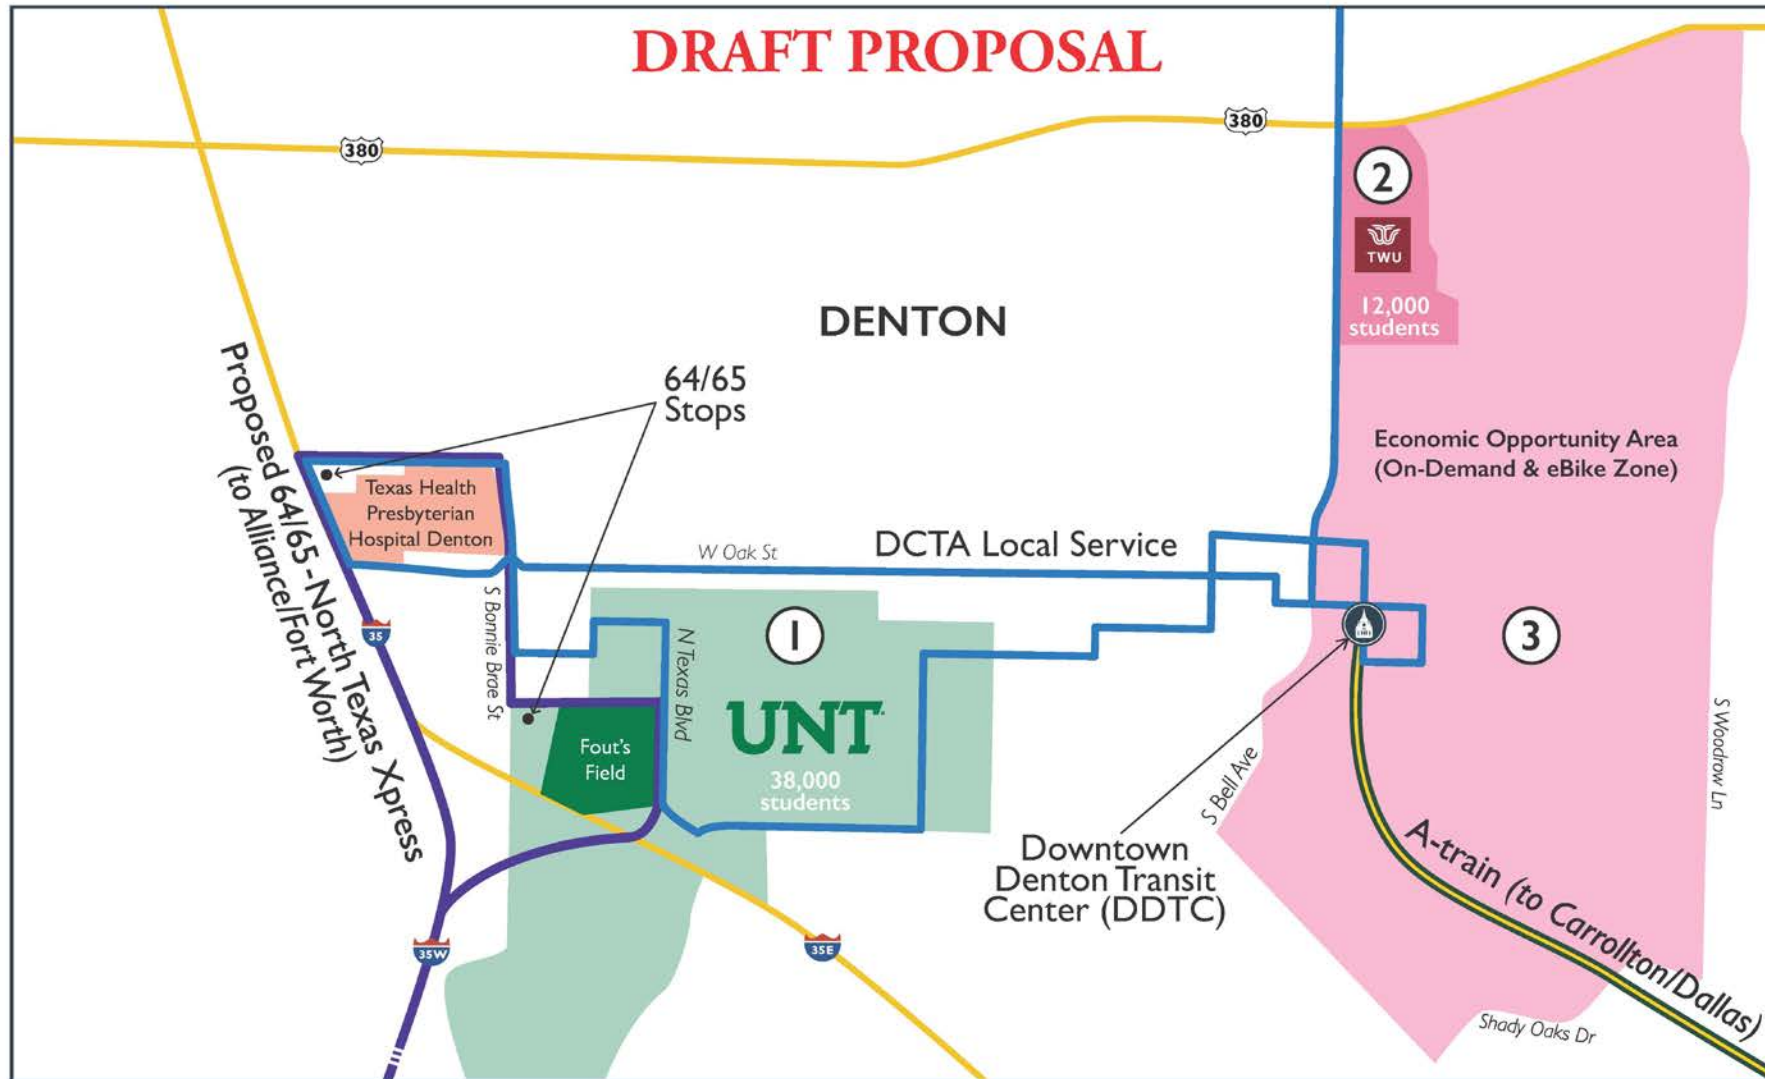 DRAFT PROPOSAL
380
380
2
TWU
12,000
students
DENTON
64/65
Stops
Proposed 64/65 - North Texas Xpress
(to Alliance/Fort Worth)
Economic Opportunity Area
(On-Demand & eBike Zone)
Texas Health
Presbyterian
Hospital Denton
W Oak St
DCTA Local Service
S Bonnie Brae St
N Texas Blvd
1
3
35
UNT
38,000
students
Fout's
Field
S Bell Ave
S Woodrow Ln
Downtown
Denton Transit
Center (DDTC)
A-train (to Carrollton/Dallas)
35W
35E
Shady Oaks Dr